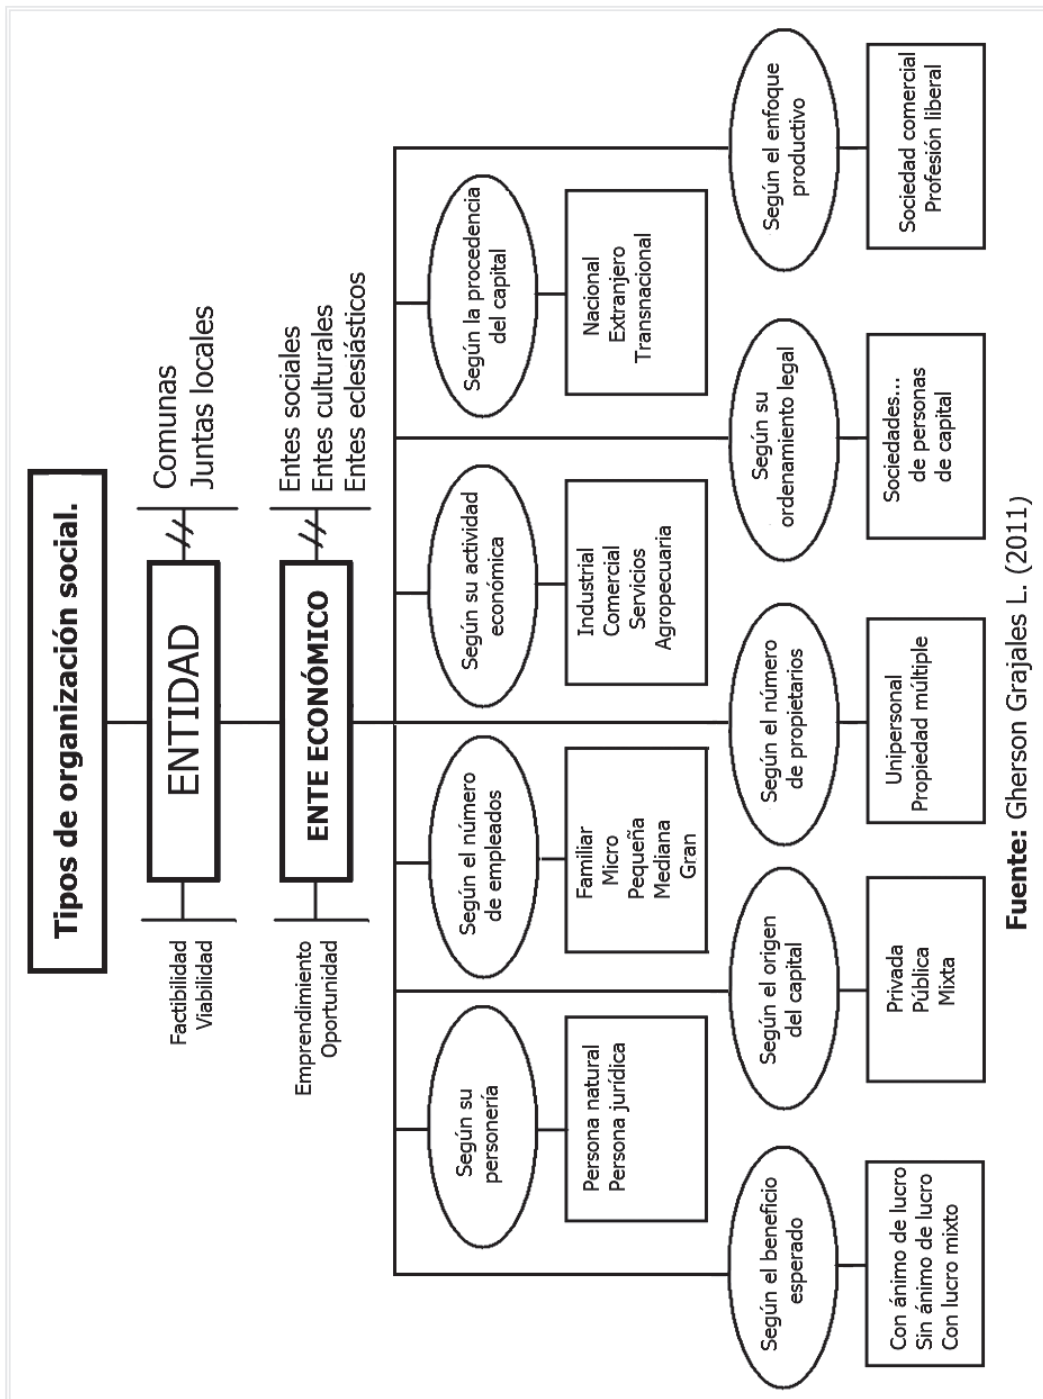 Tipos de organización social.
Factibilidad
Viabilidad
ENTIDAD
Comunas
Juntas locales
Emprendimiento
Oportunidad
ENTE ECONÓMICO
Entes sociales
Entes culturales
Entes eclesiásticos
Según su
personería
Persona natural
Persona jurídica
Según el número
de empleados
Familiar
Micro
Pequeña
Mediana
Gran
Según su actividad
económica
Industrial
Comercial
Servicios
Agropecuaria
Según la procedencia
del capital
Nacional
Extranjero
Transnacional
Según el beneficio
esperado
Con ánimo de lucro
Sin ánimo de lucro
Con lucro mixto
Según el origen
del capital
Privada
Pública
Mixta
Según el número
de propietarios
Unipersonal
Propiedad múltiple
Según su
ordenamiento legal
Sociedades...
de personas
de capital
Según el enfoque
productivo
Sociedad comercial
Profesión liberal
Fuente: Gherson Grajales L. (2011)